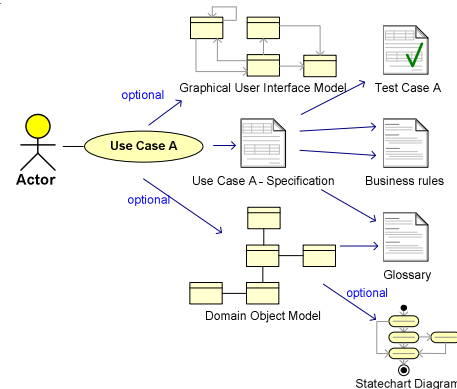 Graphical User Interface Model
Test Case A
optional
Use Case A
Actor
Use Case A - Specification
Business rules
optional
Glossary
optional
Domain Object Model
Statechart Diagram